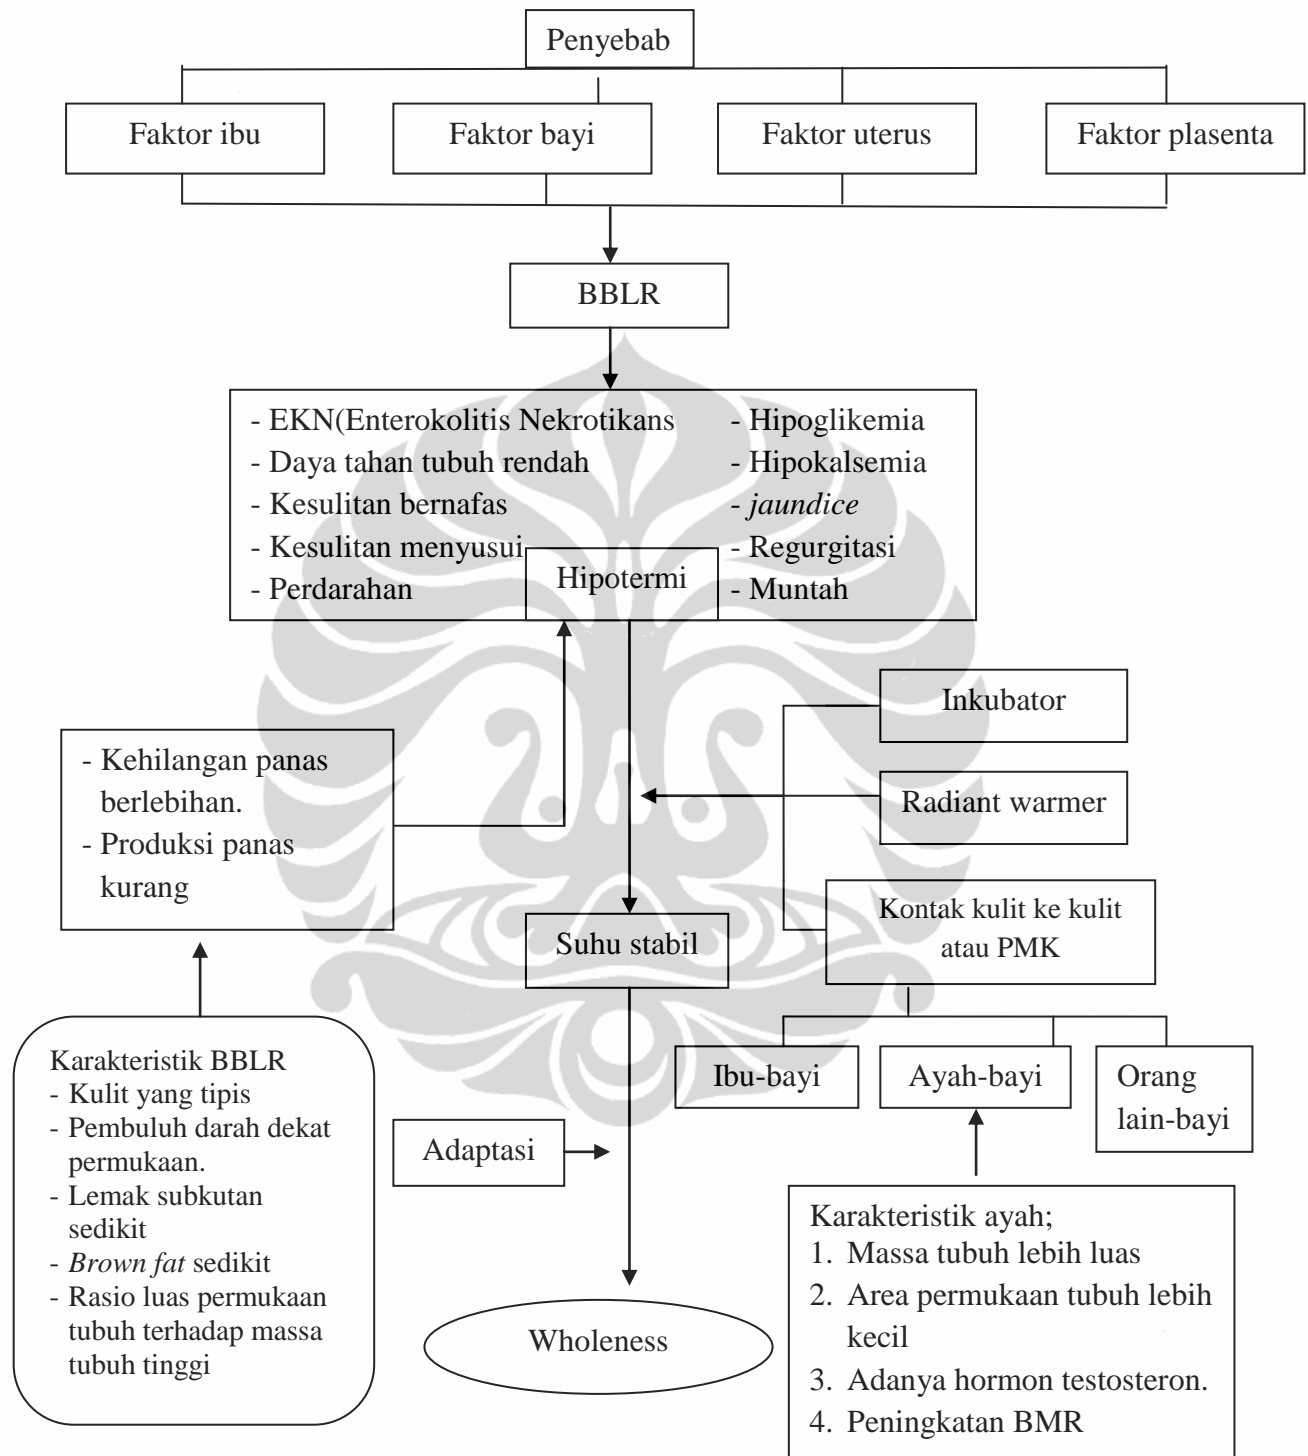 Penyebab
Faktor ibu
Faktor bayi
Faktor uterus
Faktor plasenta
BBLR
- EKN(Enterokolitis Nekrotikans
- Daya tahan tubuh rendah
- Kesulitan bernafas
- Kesulitan menyusui
- Perdarahan
- Hipoglikemia
- Hipokalsemia
- jaundice
- Regurgitasi
- Muntah
Hipotermi
Inkubator
Radiant warmer
Kontak kulit ke kulit
atau PMK
- Kehilangan panas
berlebihan.
- Produksi panas
kurang
Suhu stabil
Ibu-bayi
Ayah-bayi
Orang
lain-bayi
Karakteristik BBLR
- Kulit yang tipis
- Pembuluh darah dekat
permukaan.
- Lemak subkutan
sedikit
- Brown fat sedikit
- Rasio luas permukaan
tubuh terhadap massa
tubuh tinggi
Adaptasi
Wholeness
Karakteristik ayah;
1. Massa tubuh lebih luas
2. Area permukaan tubuh lebih
kecil
3. Adanya hormon testosteron.
4. Peningkatan BMR